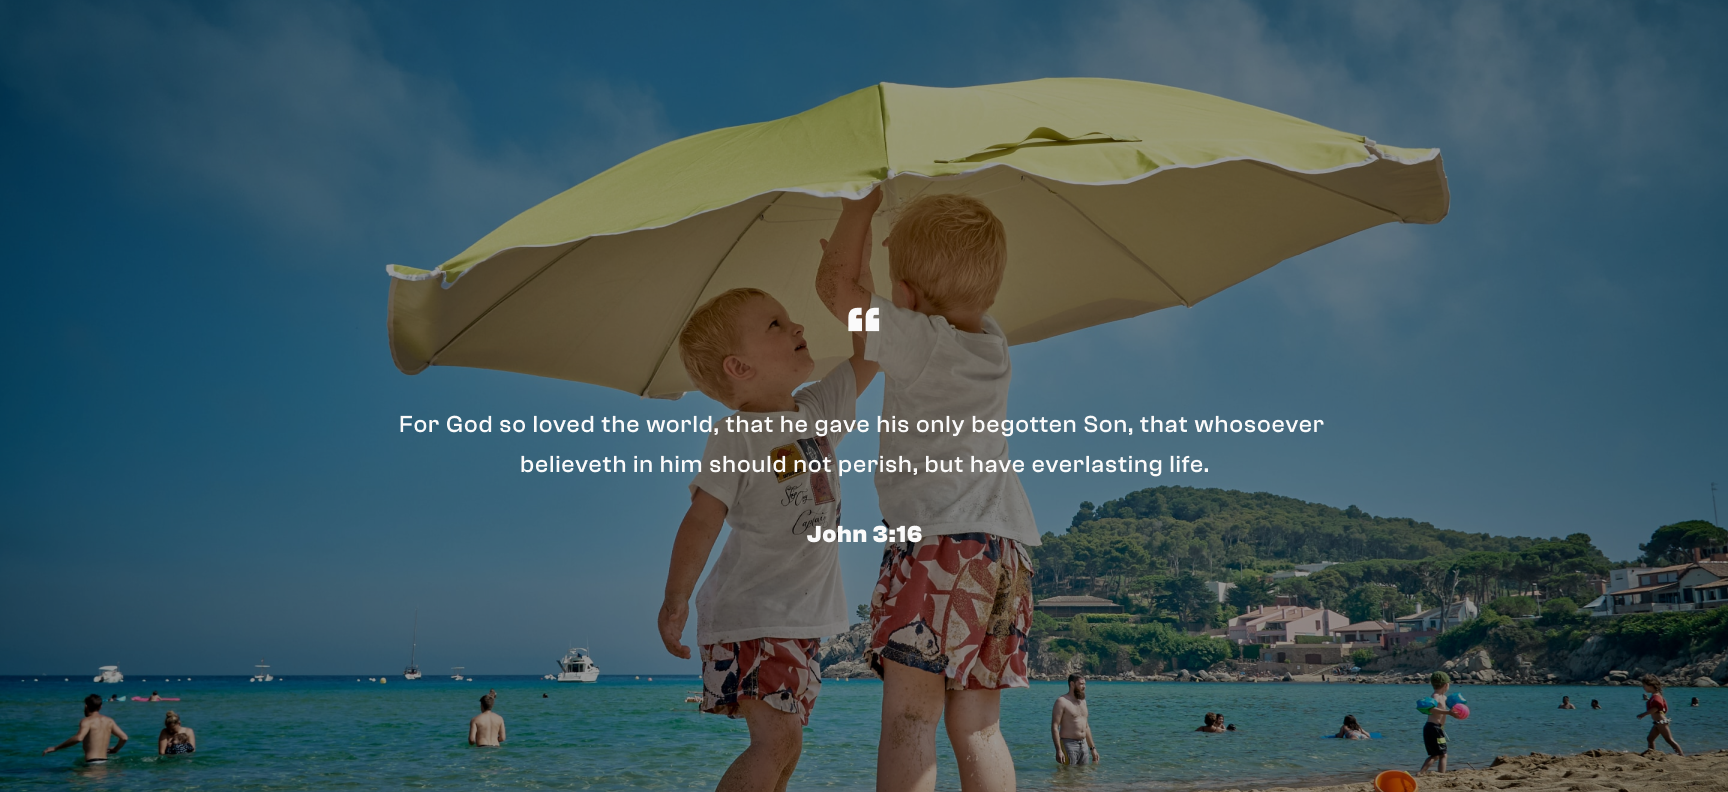 “
For God so loved the world, that he gave his only begotten Son, that whosoever
believeth in him should not perish, but have everlasting life.
John 3:16